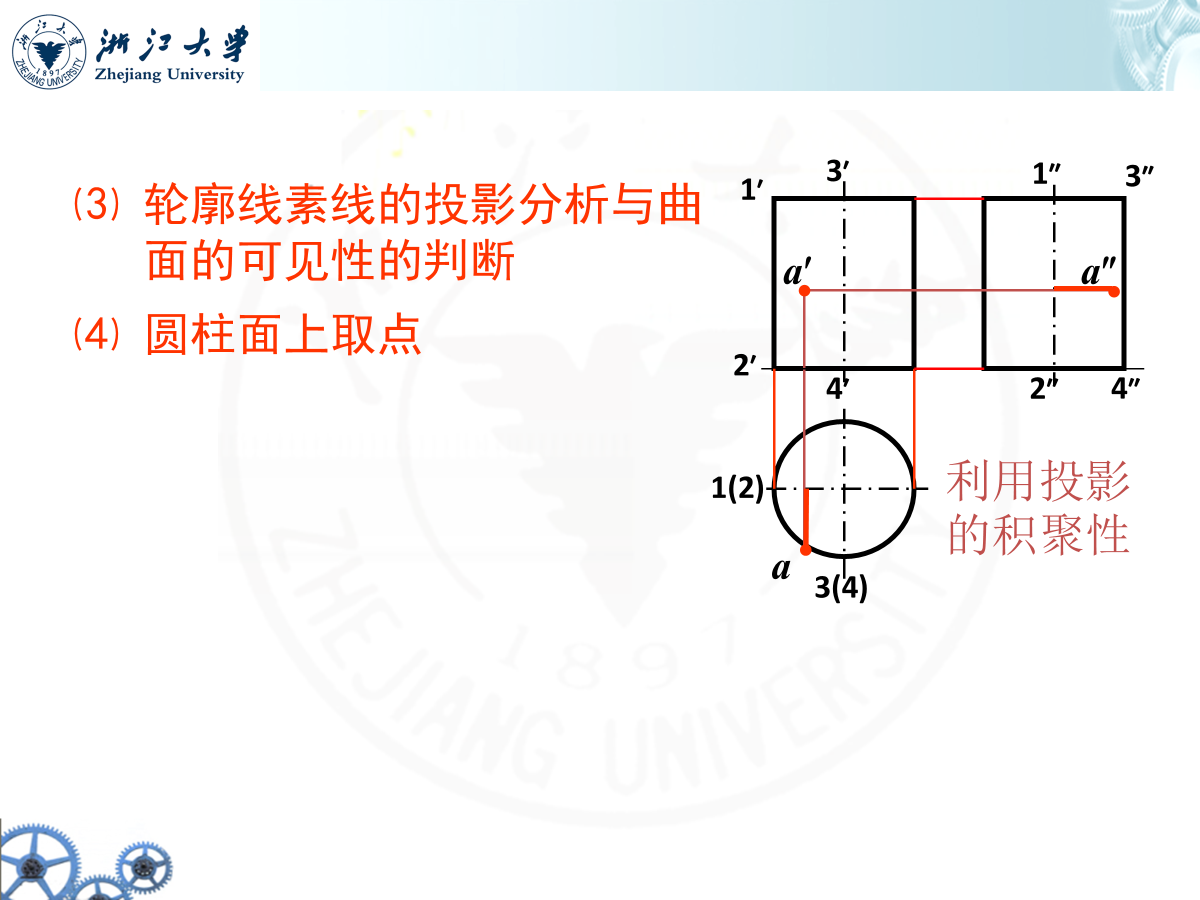 浙江大学
Zhejiang University
ZHEJIANG UNIVERSITY
1897
(3) 轮廓线素线的投影分析与曲
面的可见性的判断
(4) 圆柱面上取点
1′ 3′ 1″ 3″
a′ a″
2′ 4′ 2″ 4″
1(2)
a
3(4)
利用投影
的积聚性
1897
ZHEJIANG UNIVERSITY